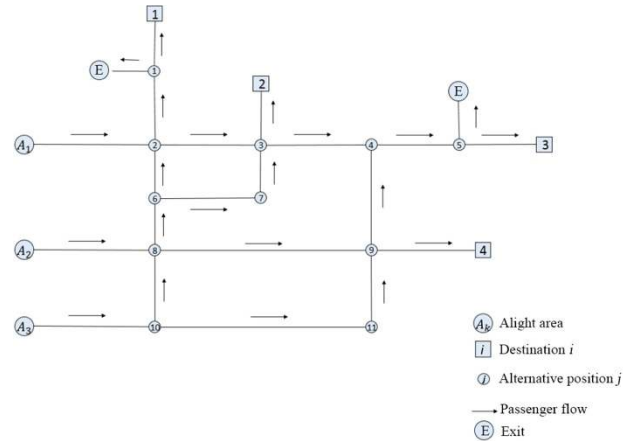 1
E
1
2
E
A1
2
3
4
5
3
6
7
A2
8
9
4
A3
10
11
Ak Alight area
i Destination i
j Alternative position j
Passenger flow
E Exit